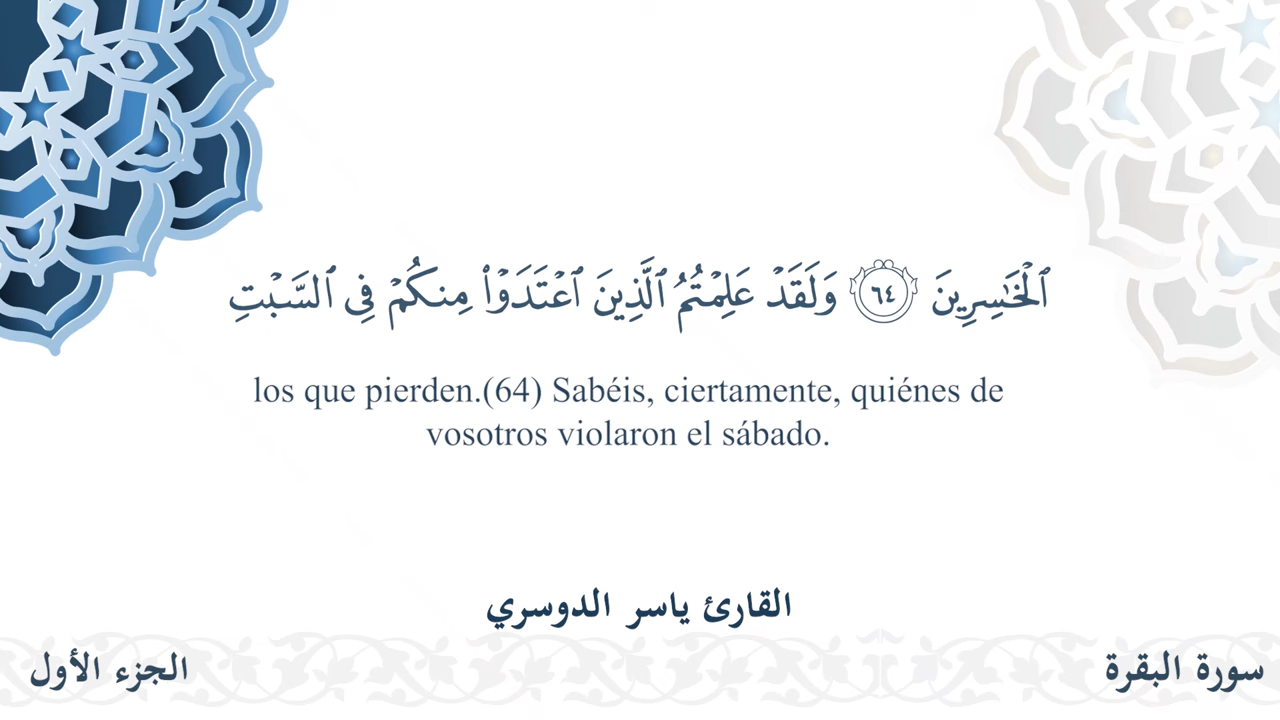 ٱلۡخَٰسِرِينَ ٦٤ وَلَقَدۡ عَلِمۡتُمُ ٱلَّذِينَ ٱعۡتَدَوۡاْ مِنكُمۡ فِي ٱلسَّبۡتِ
los que pierden.(64) Sabéis, ciertamente, quiénes de
vosotros violaron el sábado.
القارئ ياسر الدوسري
سورة البقرة
الجزء الأول